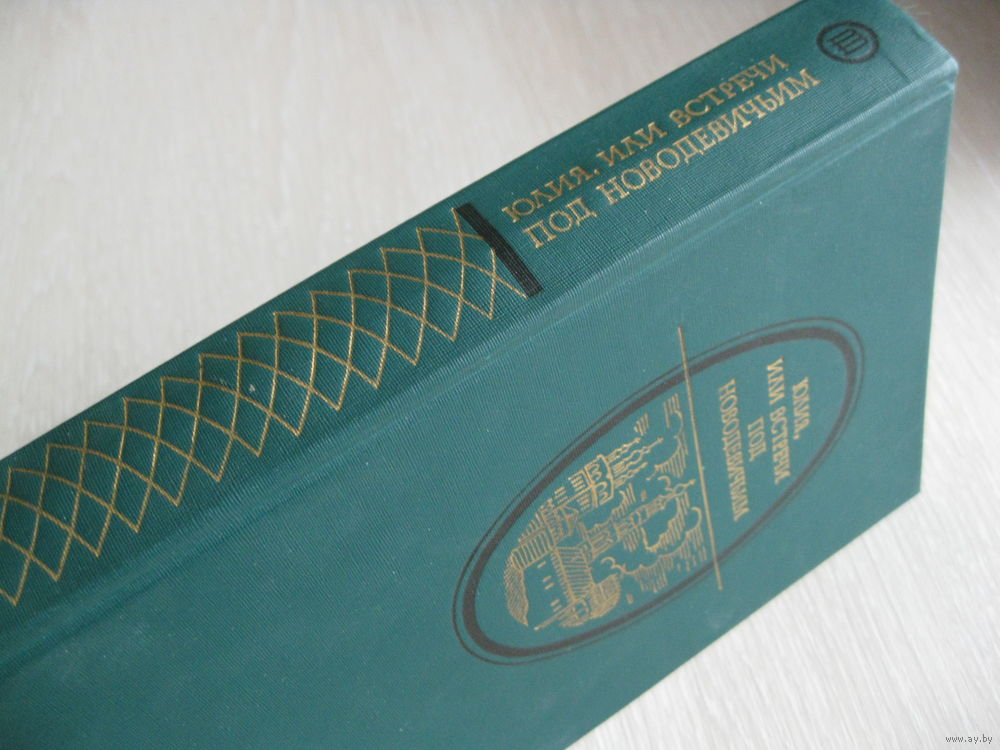 ЮЛИЯ, ИЛИ ВСТРЕЧИ
ПОД НОВОДЕВИЧЬИМ
ЮЛИЯ,
ИЛИ ВСТРЕЧИ
ПОД
НОВОДЕВИЧЬИМ
www.ay.by